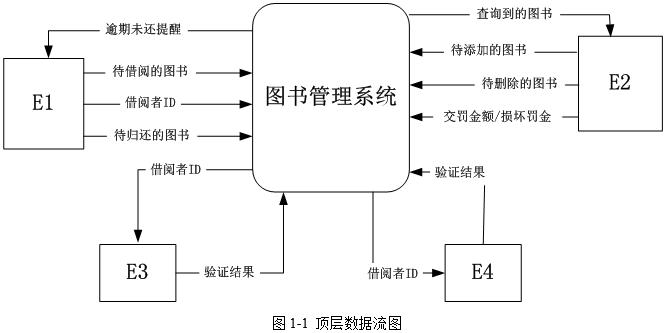 查询到的图书
逾期未还提醒
待添加的图书
E1
待借阅的图书
图书管理系统
E2
待删除的图书
借阅者ID
交罚金额/损坏罚金
待归还的图书
借阅者ID
验证结果
E3
验证结果
借阅者ID
E4
图 1-1 顶层数据流图